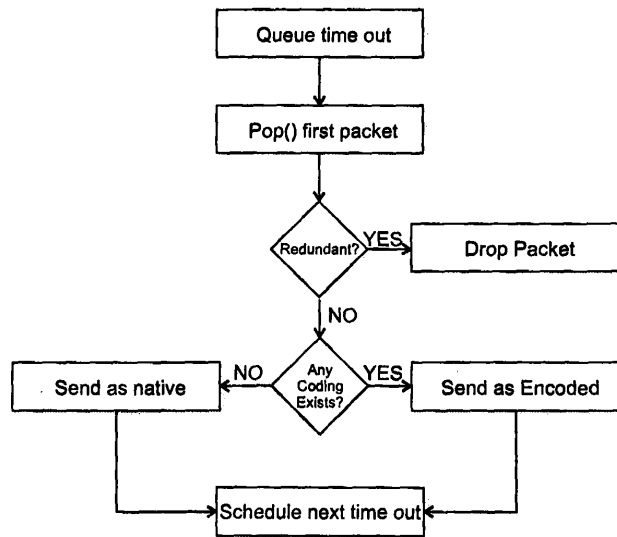 Queue time out
Pop() first packet
Redundant?
YES
Drop Packet
NO
Send as native
NO
Any
Coding
Exists?
YES
Send as Encoded
Schedule next time out